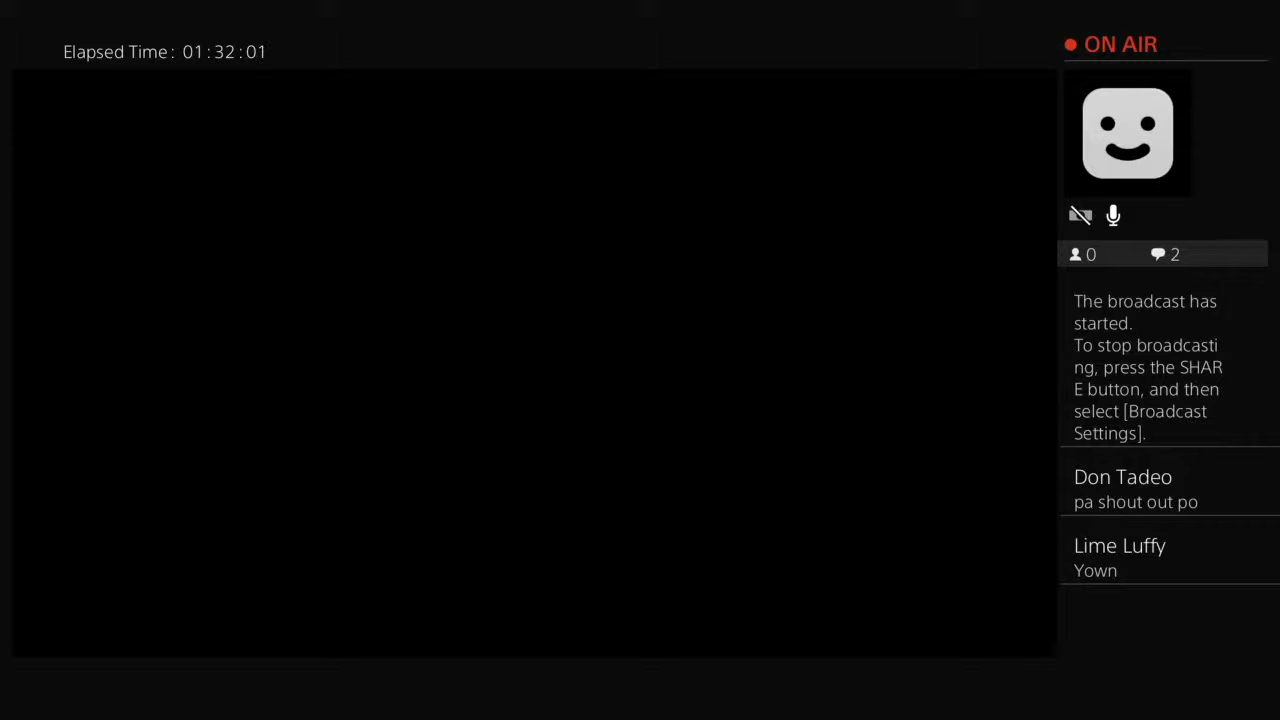 Elapsed Time: 01:32:01
ON AIR
0
2
The broadcast has
started.
To stop broadcasti
ng, press the SHAR
E button, and then
select [Broadcast
Settings].
Don Tadeo
pa shout out po
Lime Luffy
Yown